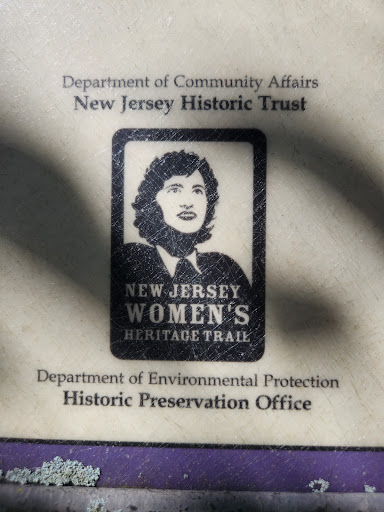 Department of Community Affairs
New Jersey Historic Trust
NEW JERSEY
WOMEN'S
HERITAGE TRAIL
Department of Environmental Protection
Historic Preservation Office